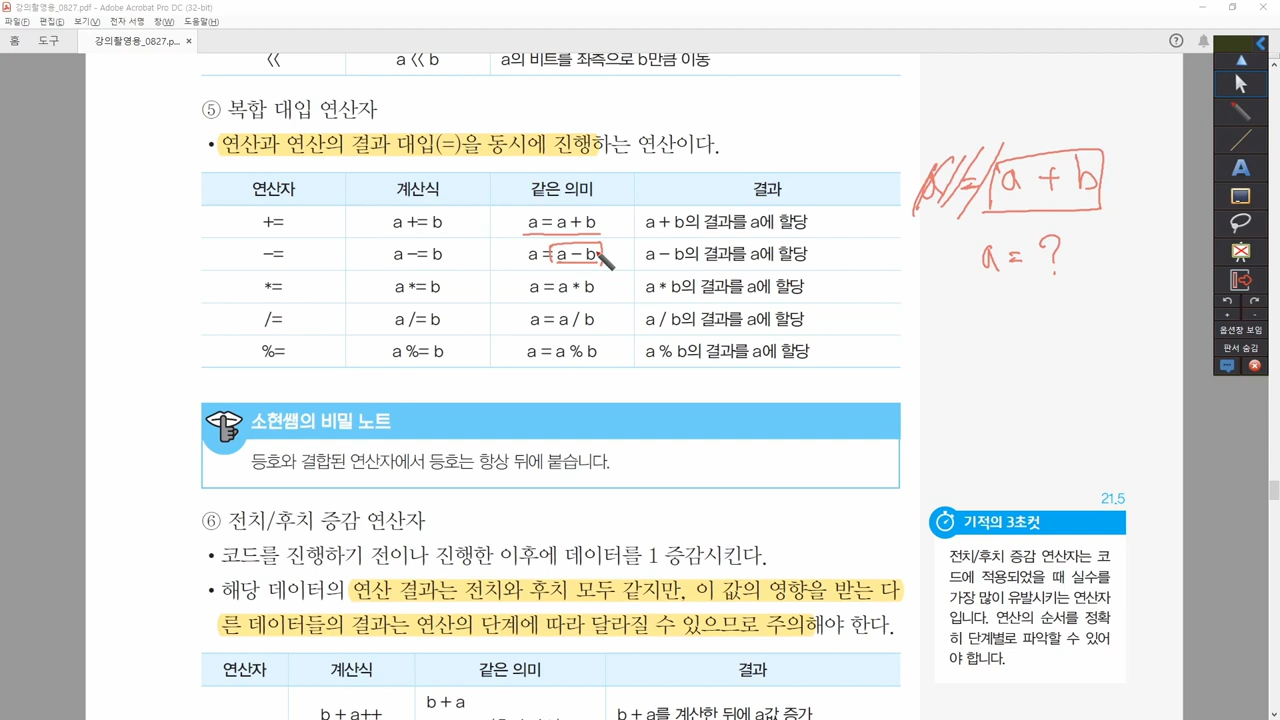 강의촬영용_0827.pdf - Adobe Acrobat Pro DC (32-bit)
파일(F) 편집(E) 보기(V) 전자 서명 창(W) 도움말(H)
홈 도구 강의촬영용_0827.p... ×
<< a << b a의 비트를 좌측으로 b만큼 이동
⑤ 복합 대입 연산자
• 연산과 연산의 결과 대입(=)을 동시에 진행하는 연산이다.
연산자 계산식 같은 의미 결과
+= a += b a = a + b a + b의 결과를 a에 할당
-= a -= b a = a - b a - b의 결과를 a에 할당
*= a *= b a = a * b a * b의 결과를 a에 할당
/= a /= b a = a / b a / b의 결과를 a에 할당
%= a %= b a = a % b a % b의 결과를 a에 할당
= a + b
a = ?
소현쌤의 비밀 노트
등호와 결합된 연산자에서 등호는 항상 뒤에 붙습니다.
⑥ 전치/후치 증감 연산자
• 코드를 진행하기 전이나 진행한 이후에 데이터를 1 증감시킨다.
• 해당 데이터의 연산 결과는 전치와 후치 모두 같지만, 이 값의 영향을 받는 다
른 데이터들의 결과는 연산의 단계에 따라 달라질 수 있으므로 주의해야 한다.
연산자 계산식 같은 의미 결과
b + a++ b + a b + a를 계산한 뒤에 a값 증가
21.5
기적의 3초컷
전치/후치 증감 연산자는 코
드에 적용되었을 때 실수를
가장 많이 유발시키는 연산자
입니다. 연산의 순서를 정확
히 단계별로 파악할 수 있어
야 합니다.
A
+ -
옵션창 보임
판서 숨김